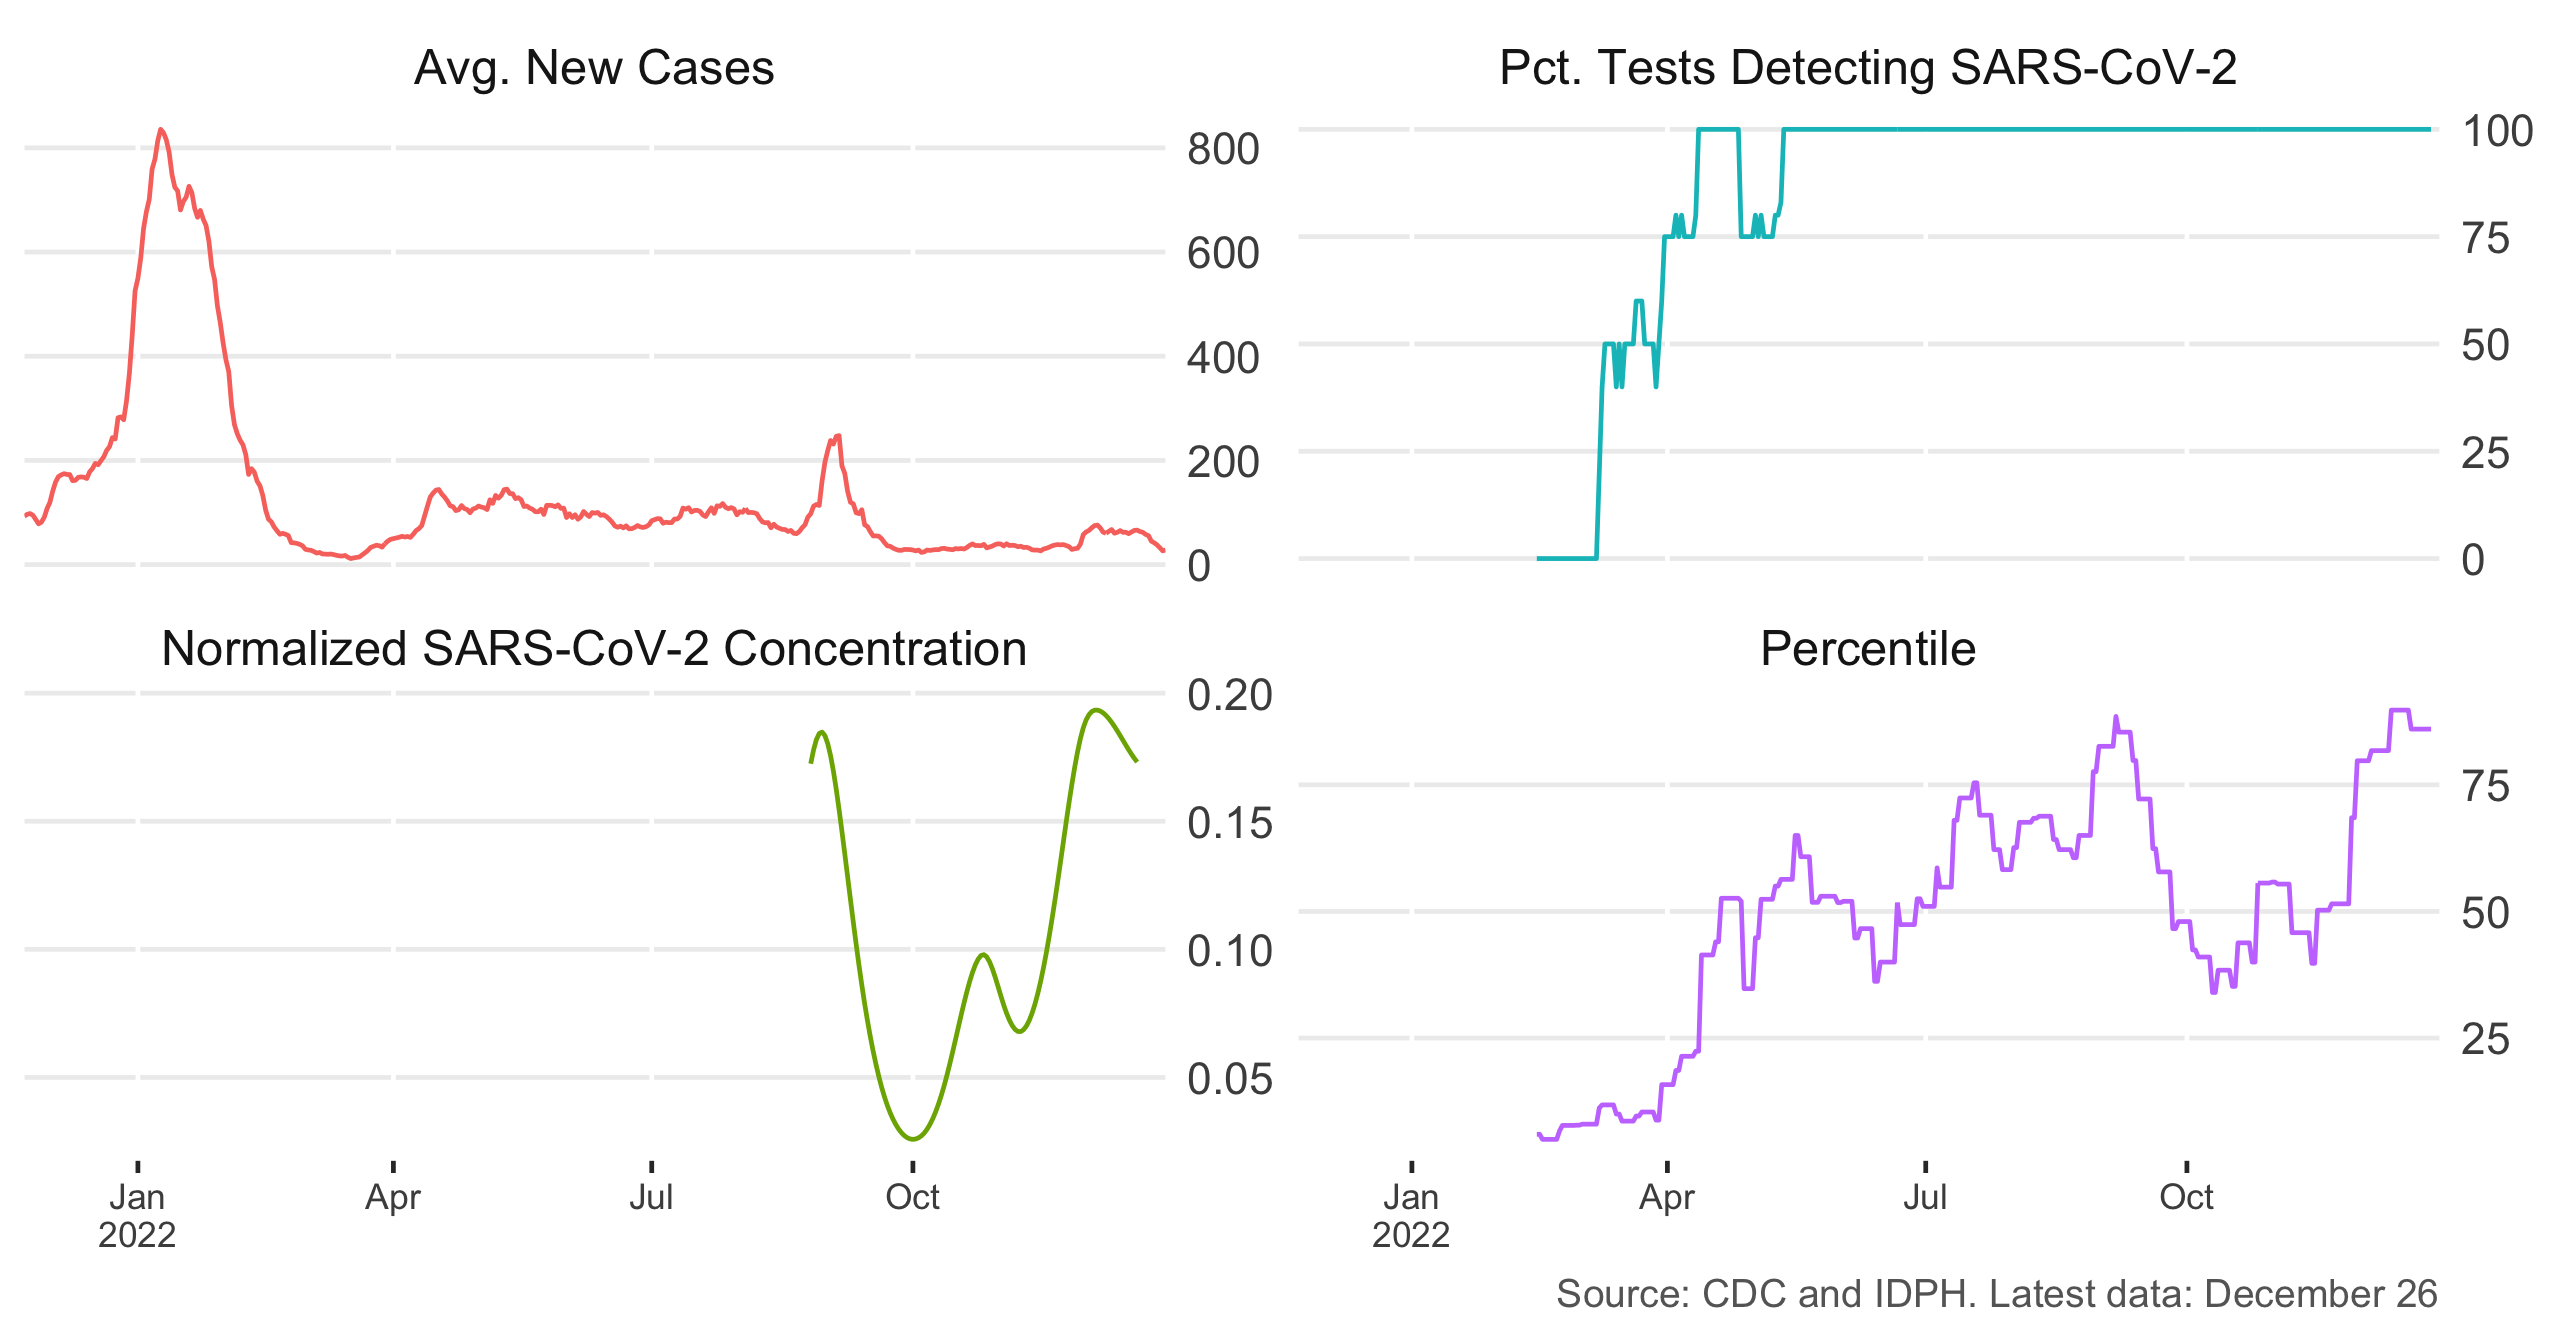 Avg. New Cases
800
600
400
200
0
Pct. Tests Detecting SARS-CoV-2
100
75
50
25
0
Normalized SARS-CoV-2 Concentration
0.20
0.15
0.10
0.05
Jan
2022
Apr
Jul
Oct
Percentile
75
50
25
Jan
2022
Apr
Jul
Oct
Source: CDC and IDPH. Latest data: December 26